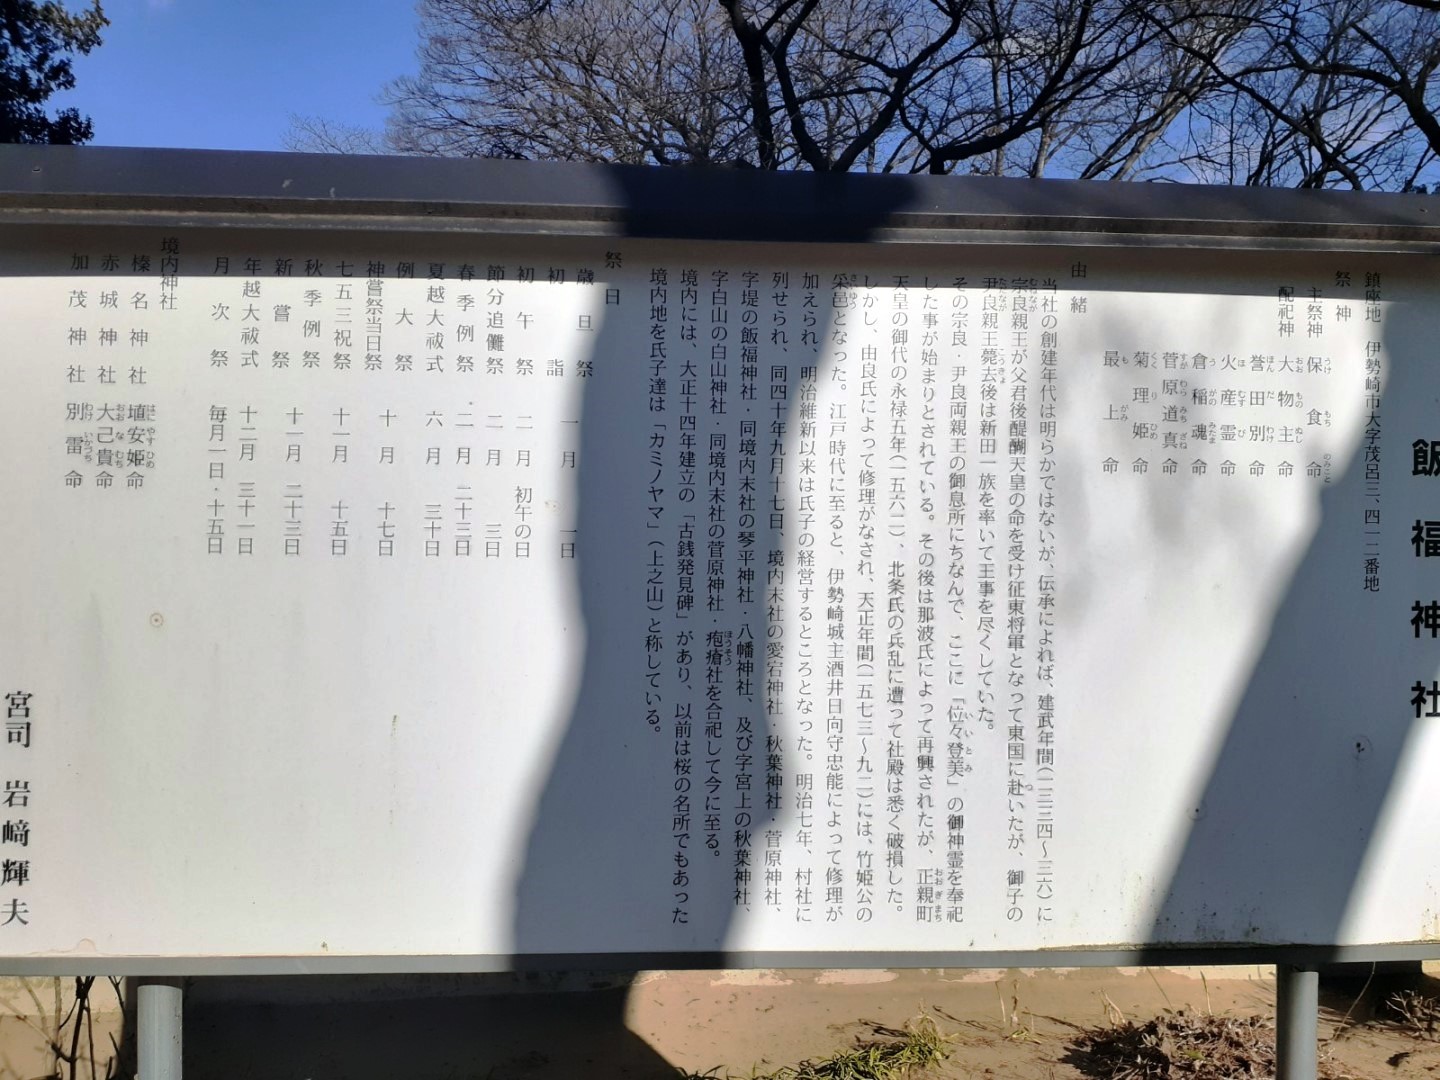 飯福神社
鎮座地　伊勢崎市大字茂呂三、四一二番地
祭神
主祭神　保食命
配祀神　大物主命
誉田別命
火産霊命
倉稲魂命
菅原道真命
菊理姫命
最上命
由緒
当社の創建年代は明らかではないが、伝承によれば、建武年間(一三三四〜三六)に
宗良親王が父君後醍醐天皇の命を受け征東将軍となって東国に赴いたが、御子の
尹良親王薨去後は新田一族を率いて王事を尽くしていた。
その宗良・尹良両親王の御息所にちなんで、ここに「位々登美」の御神霊を奉祀
した事が始まりとされている。その後は那波氏によって再興されたが、正親町
天皇の御代の永禄五年(一五六二)、北条氏の兵乱に遭って社殿は悉く破損した。
しかし、由良氏によって修理がなされ、天正年間(一五七三〜九二)には、竹姫公の
采邑となった。江戸時代に至ると、伊勢崎城主酒井日向守忠能によって修理が
加えられ、明治維新以来は氏子の経営するところとなった。明治七年、村社に
列せられ、同四十年九月十七日、境内末社の愛宕神社・秋葉神社・菅原神社、
字堤の飯福神社・同境内末社の琴平神社・八幡神社、及び字宮上の秋葉神社、
字白山の白山神社・同境内末社の菅原神社・疱瘡社を合祀して今に至る。
境内には、大正十四年建立の「古銭発見碑」があり、以前は桜の名所でもあった
境内地を氏子達は「カミノヤマ」(上之山)と称している。
祭日
歳旦祭　一月　一日
初詣
初午祭　二月　初午の日
節分追儺祭　二月　三日
春季例祭　二月　二十三日
夏越大祓式　六月　三十日
例大祭
神嘗祭当日祭　十月　十七日
七五三祝祭　十一月　十五日
秋季例祭
新嘗祭　十一月　二十三日
年越大祓式　十二月　三十一日
月次祭　毎月一日・十五日
境内神社
榛名神社　埴安姫命
赤城神社　大己貴命
加茂神社　別雷命
宮司　岩﨑輝夫